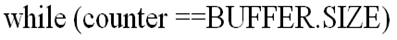 while (counter ==BUFFER.SIZE)